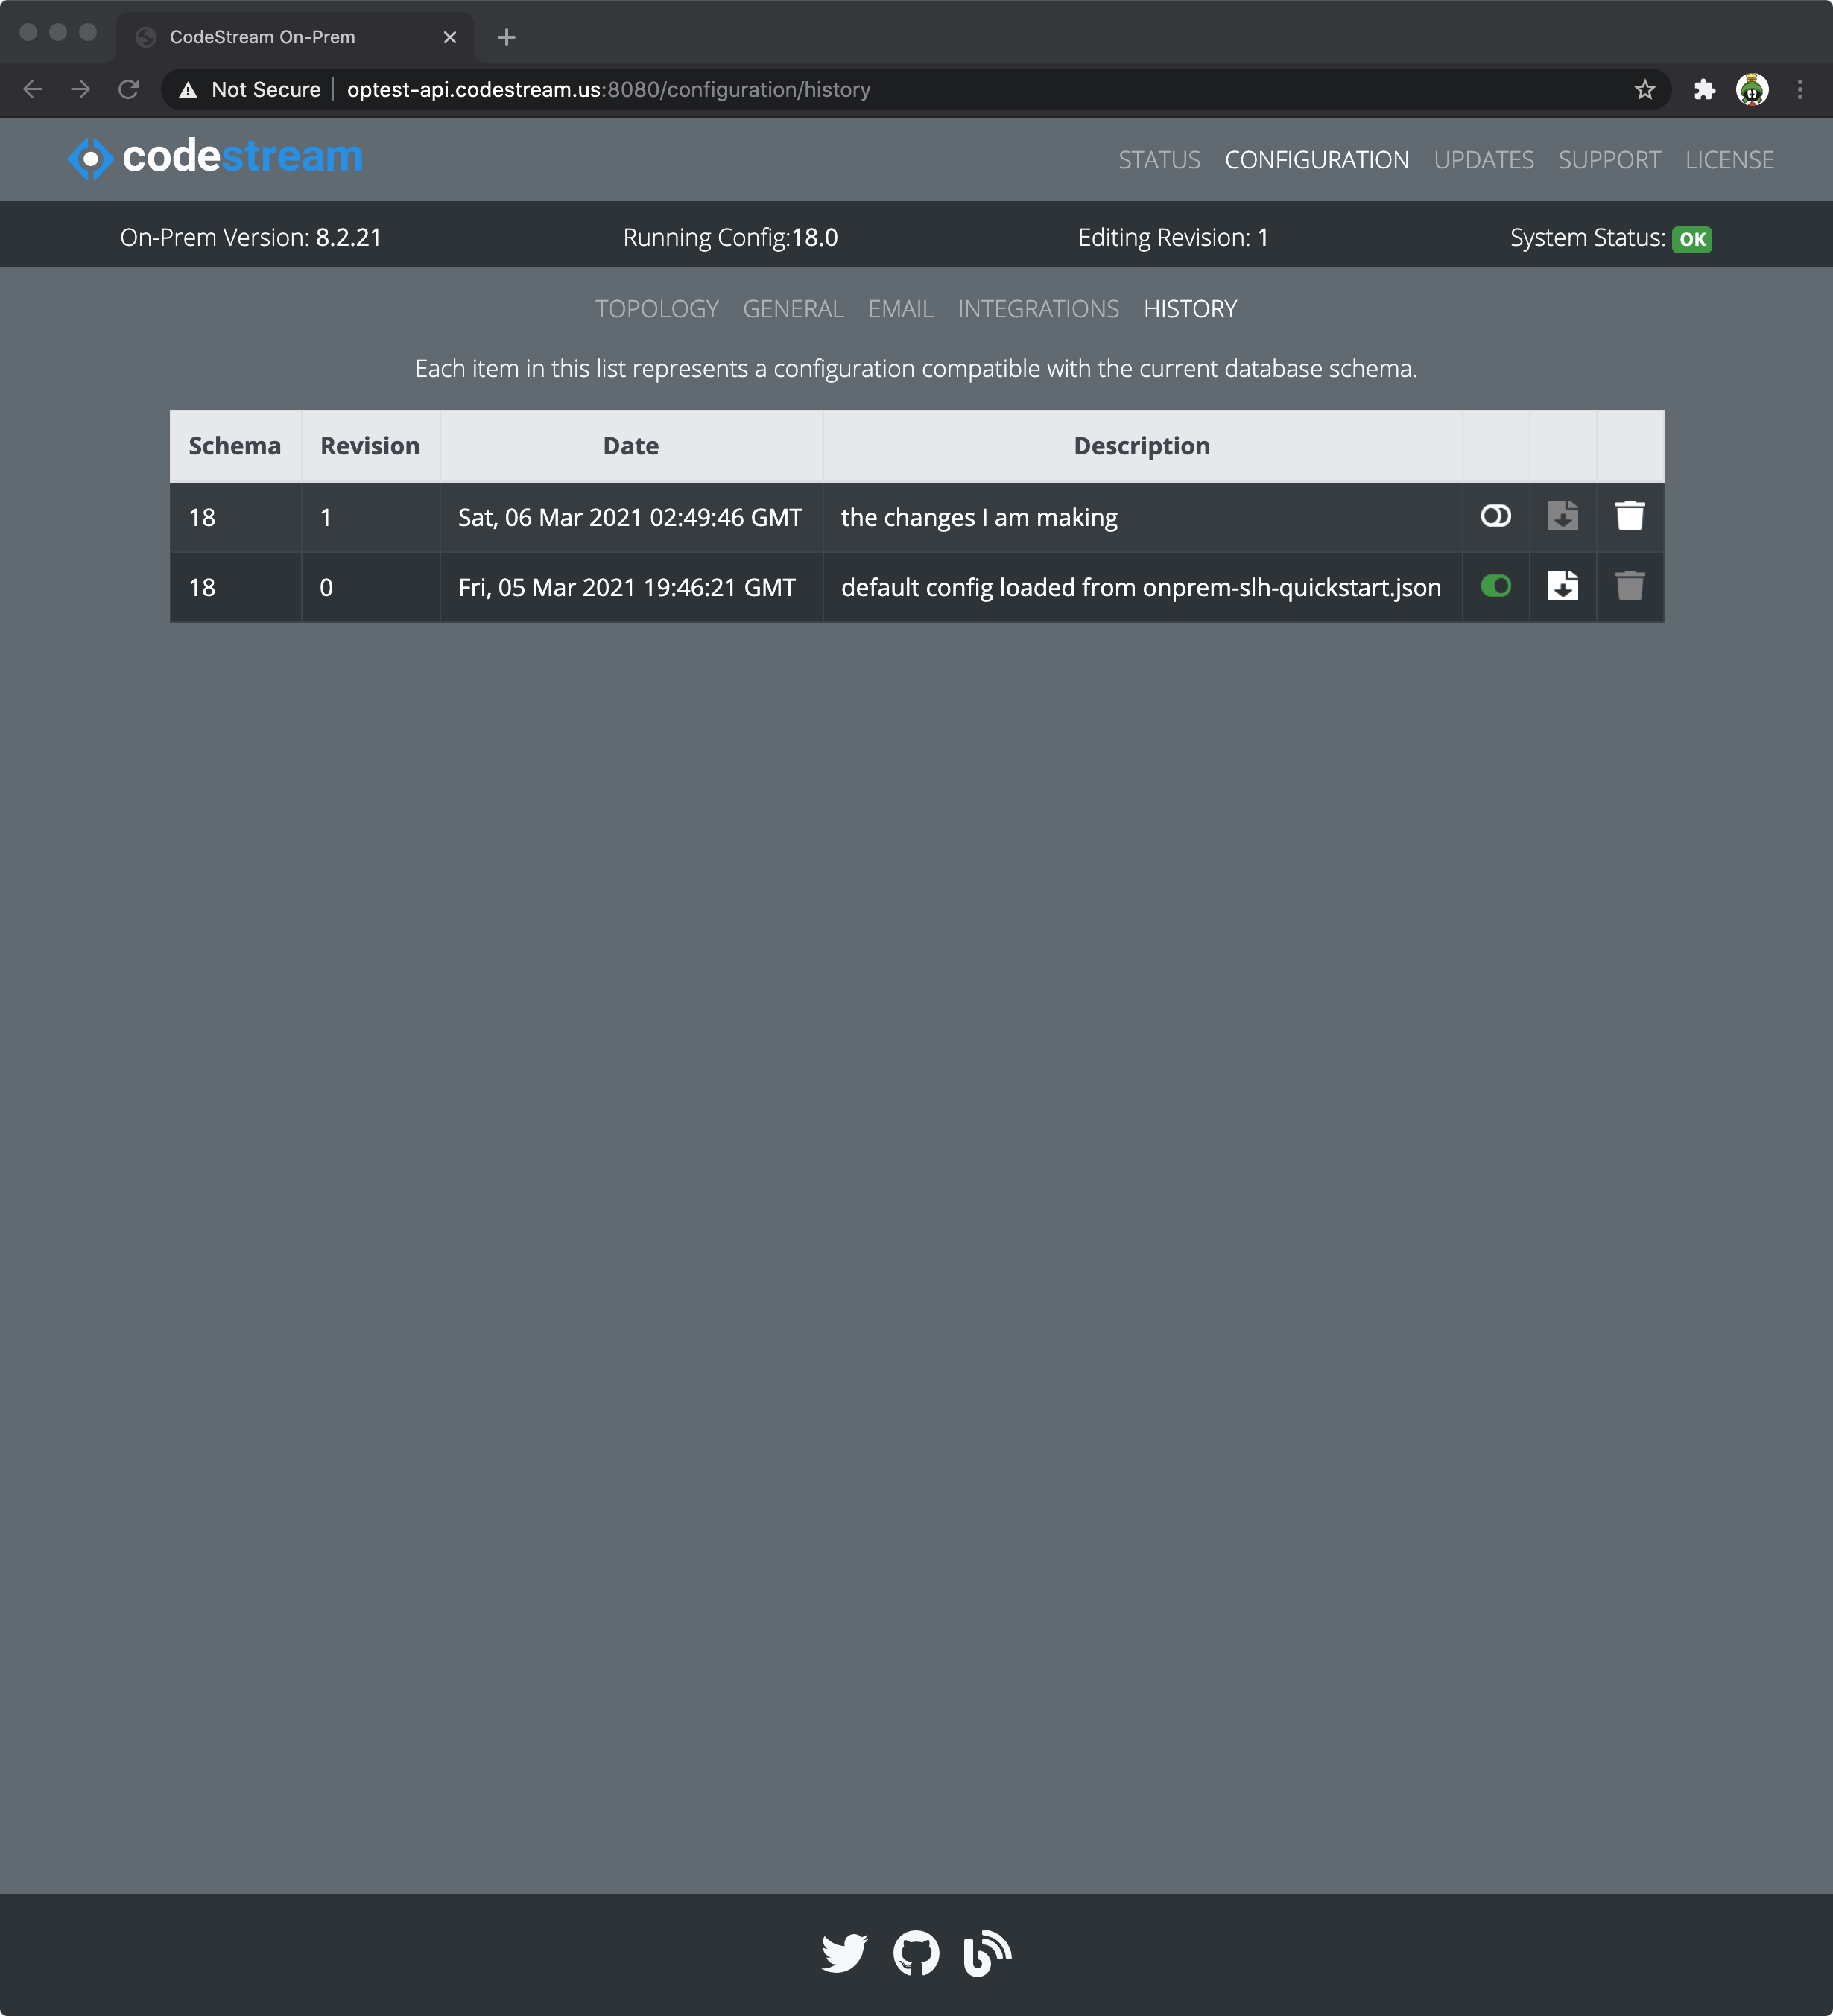 CodeStream On-Prem
Not Secure | optest-api.codestream.us:8080/configuration/history
codestream
STATUS CONFIGURATION UPDATES SUPPORT LICENSE
On-Prem Version: 8.2.21 Running Config:18.0 Editing Revision: 1 System Status: OK
TOPOLOGY GENERAL EMAIL INTEGRATIONS HISTORY
Each item in this list represents a configuration compatible with the current database schema.
Schema Revision Date Description
18 1 Sat, 06 Mar 2021 02:49:46 GMT the changes I am making
18 0 Fri, 05 Mar 2021 19:46:21 GMT default config loaded from onprem-slh-quickstart.json